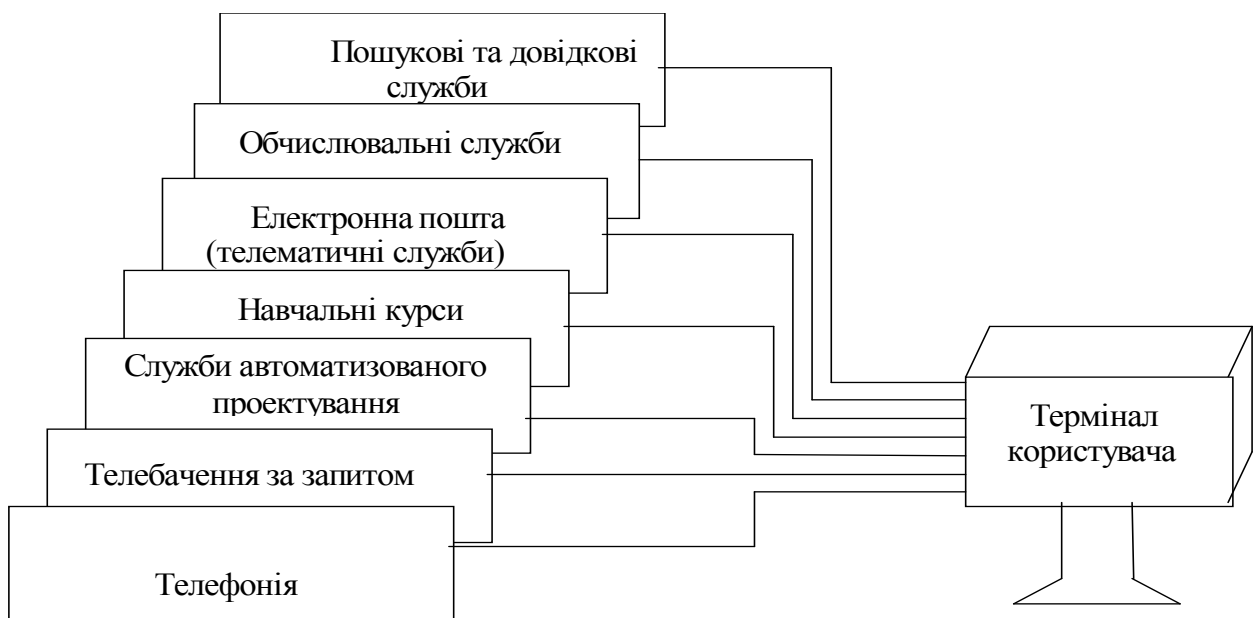 Пошукові та довідкові
служби
Обчислювальні служби
Електронна пошта
(телематичні служби)
Навчальні курси
Служби автоматизованого
проектування
Телебачення за запитом
Телефонія
Термінал
користувача